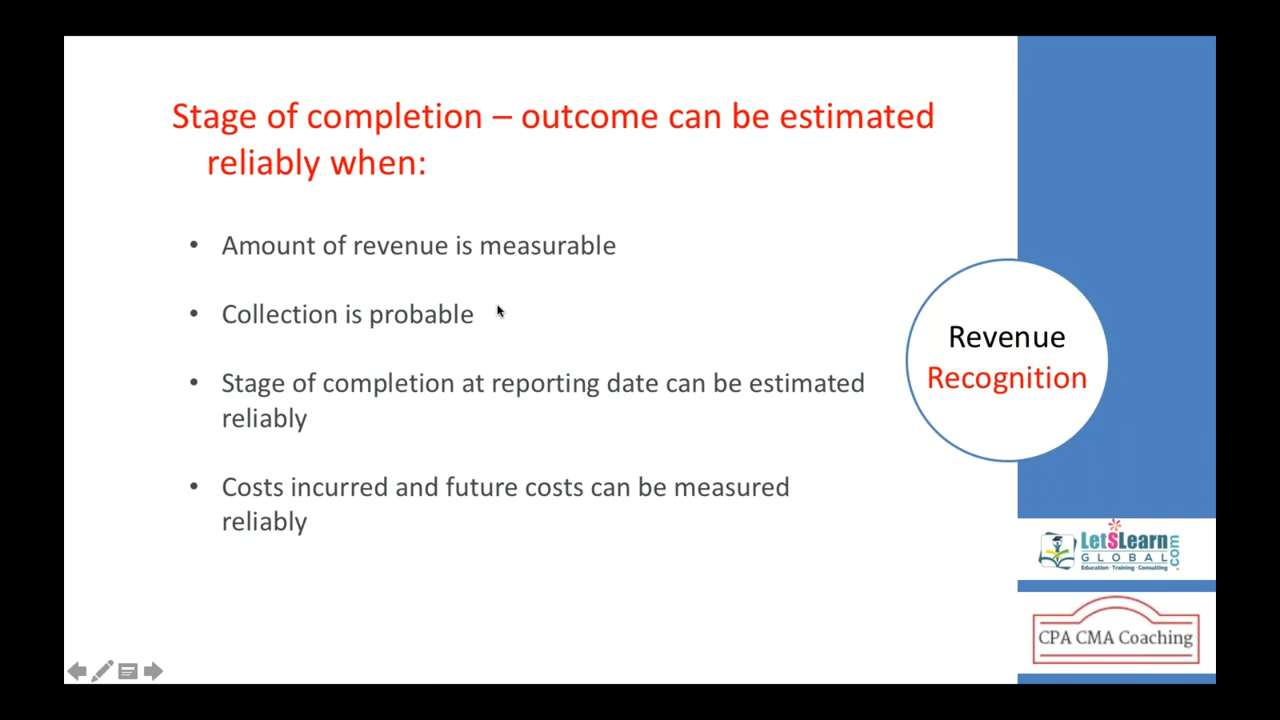 Stage of completion – outcome can be estimated
reliably when:
• Amount of revenue is measurable
• Collection is probable
• Stage of completion at reporting date can be estimated
reliably
• Costs incurred and future costs can be measured
reliably
Revenue
Recognition
LetSLearn
GLOBAL.com
Education • Training • Consulting
CPA CMA Coaching